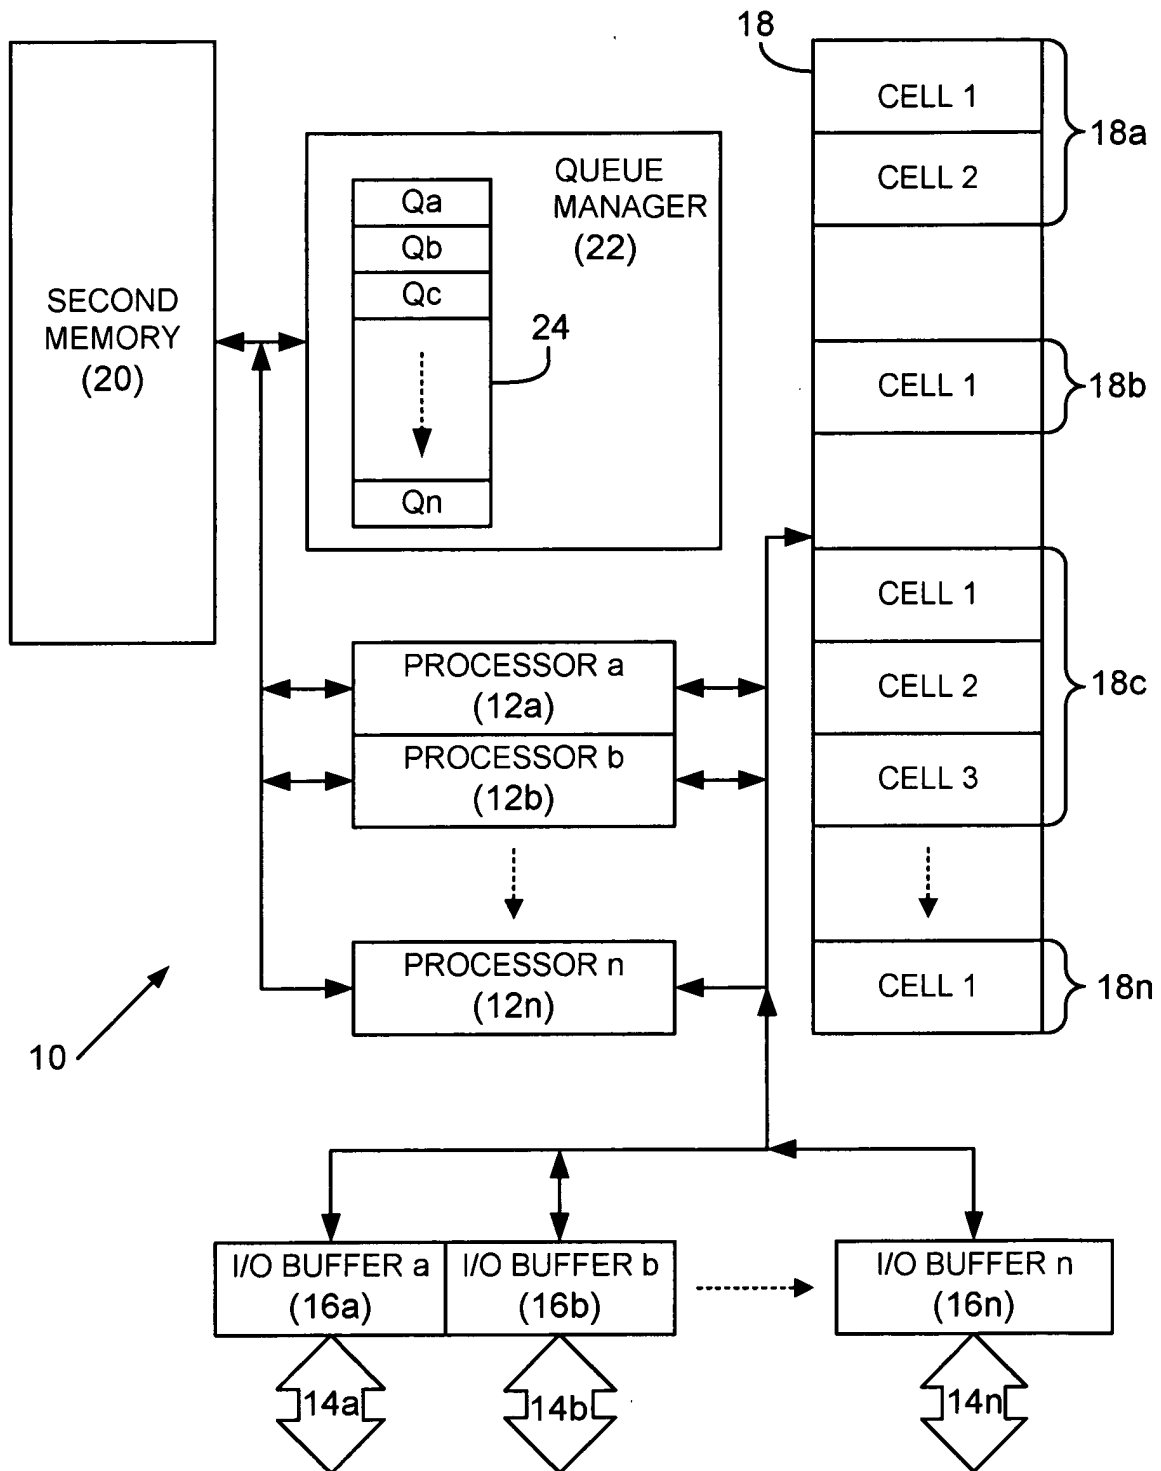 SECOND
MEMORY
(20)
QUEUE
MANAGER
(22)
Qa
Qb
Qc
Qn
24
18
CELL 1
CELL 2
18a
CELL 1
18b
CELL 1
CELL 2
CELL 3
18c
CELL 1
18n
PROCESSOR a
(12a)
PROCESSOR b
(12b)
PROCESSOR n
(12n)
10
I/O BUFFER a
(16a)
I/O BUFFER b
(16b)
I/O BUFFER n
(16n)
14a
14b
14n